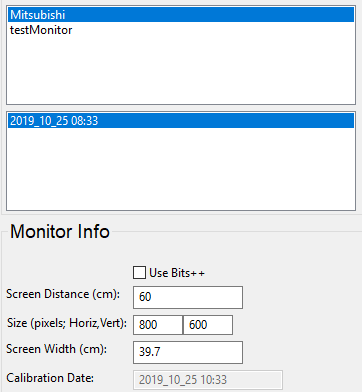 Mitsubishi
testMonitor
2019_10_25 08:33
Monitor Info
Use Bits++
Screen Distance (cm): 60
Size (pixels; Horiz,Vert): 800 600
Screen Width (cm): 39.7
Calibration Date: 2019_10_25 10:33